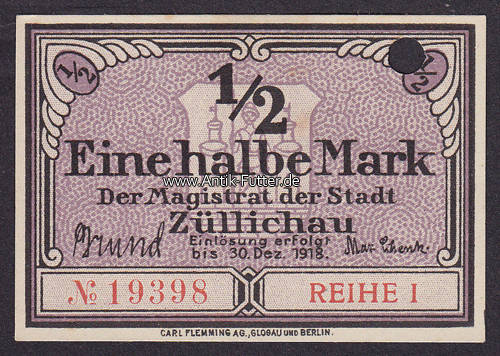 1/2 1/2
1/2
Eine halbe Mark
www.Antik-Futter.de
Der Magistrat der Stadt
Züllichau
Einlösung erfolgt
bis 30. Dez. 1918.
№ 19398 REIHE I
CARL FLEMMING AG., GLOGAU UND BERLIN.